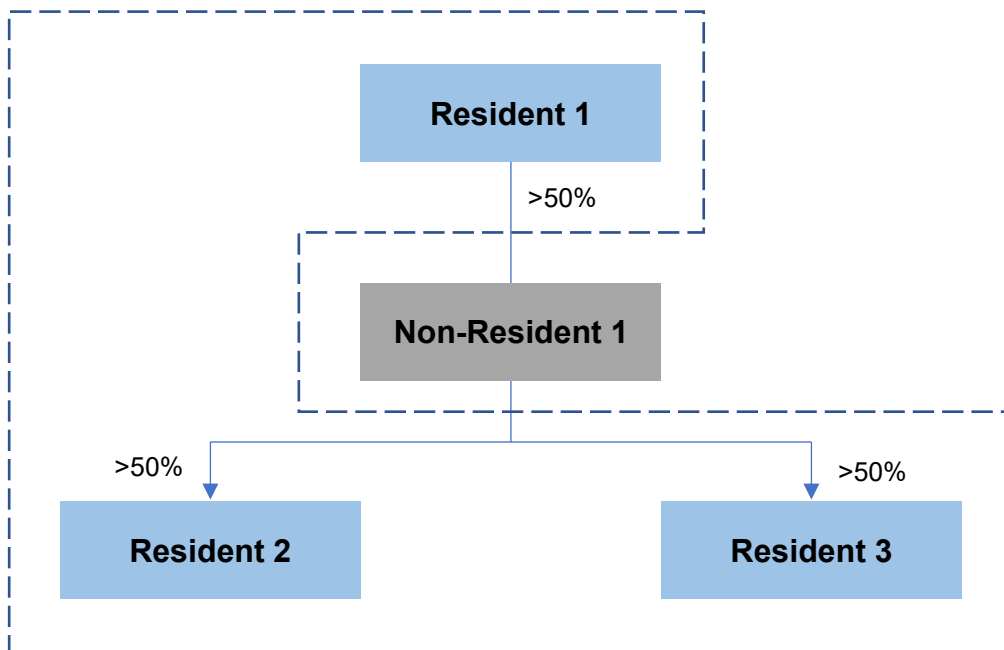 Resident 1
>50%
Non-Resident 1
>50%
>50%
Resident 2
Resident 3